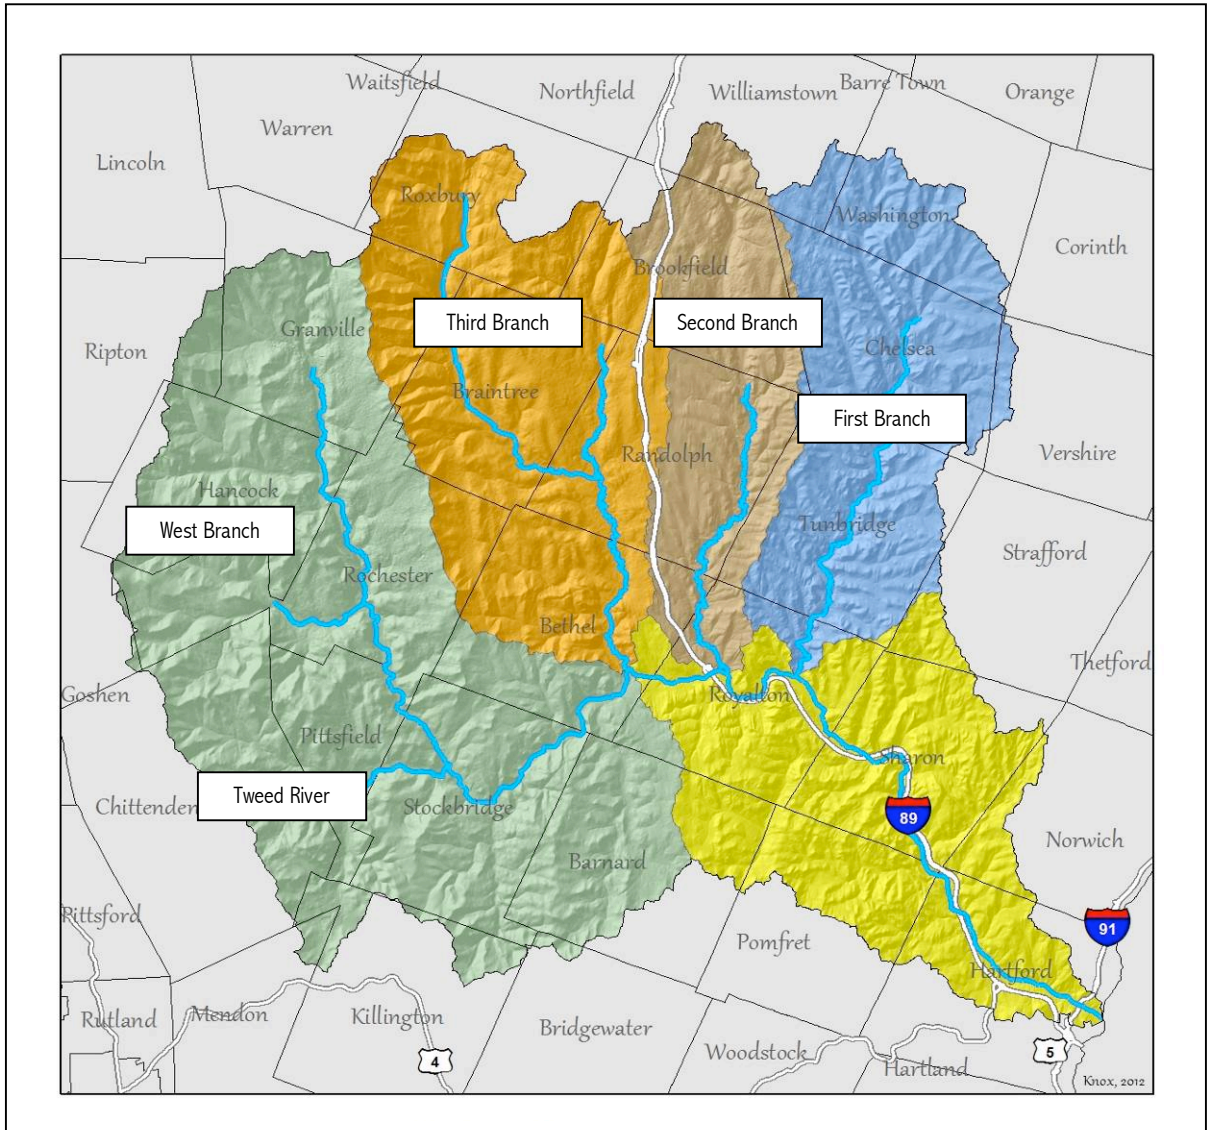 Waitsfield
Northfield
Williamstown
Barre Town
Orange
Warren
Lincoln
Roxbury
Washington
Corinth
Brookfield
Granville
Third Branch
Second Branch
Ripton
Chelsea
Braintree
First Branch
Randolph
Vershire
Hancock
West Branch
Tunbridge
Strafford
Rochester
Bethel
Thetford
Goshen
Royalton
Pittsfield
Sharon
Tweed River
Chittenden
Stockbridge
89
Norwich
Barnard
Pittsford
91
Pomfret
Hartford
Rutland
Mendon
Killington
Bridgewater
Woodstock
5
4
Hartland
Knox, 2012